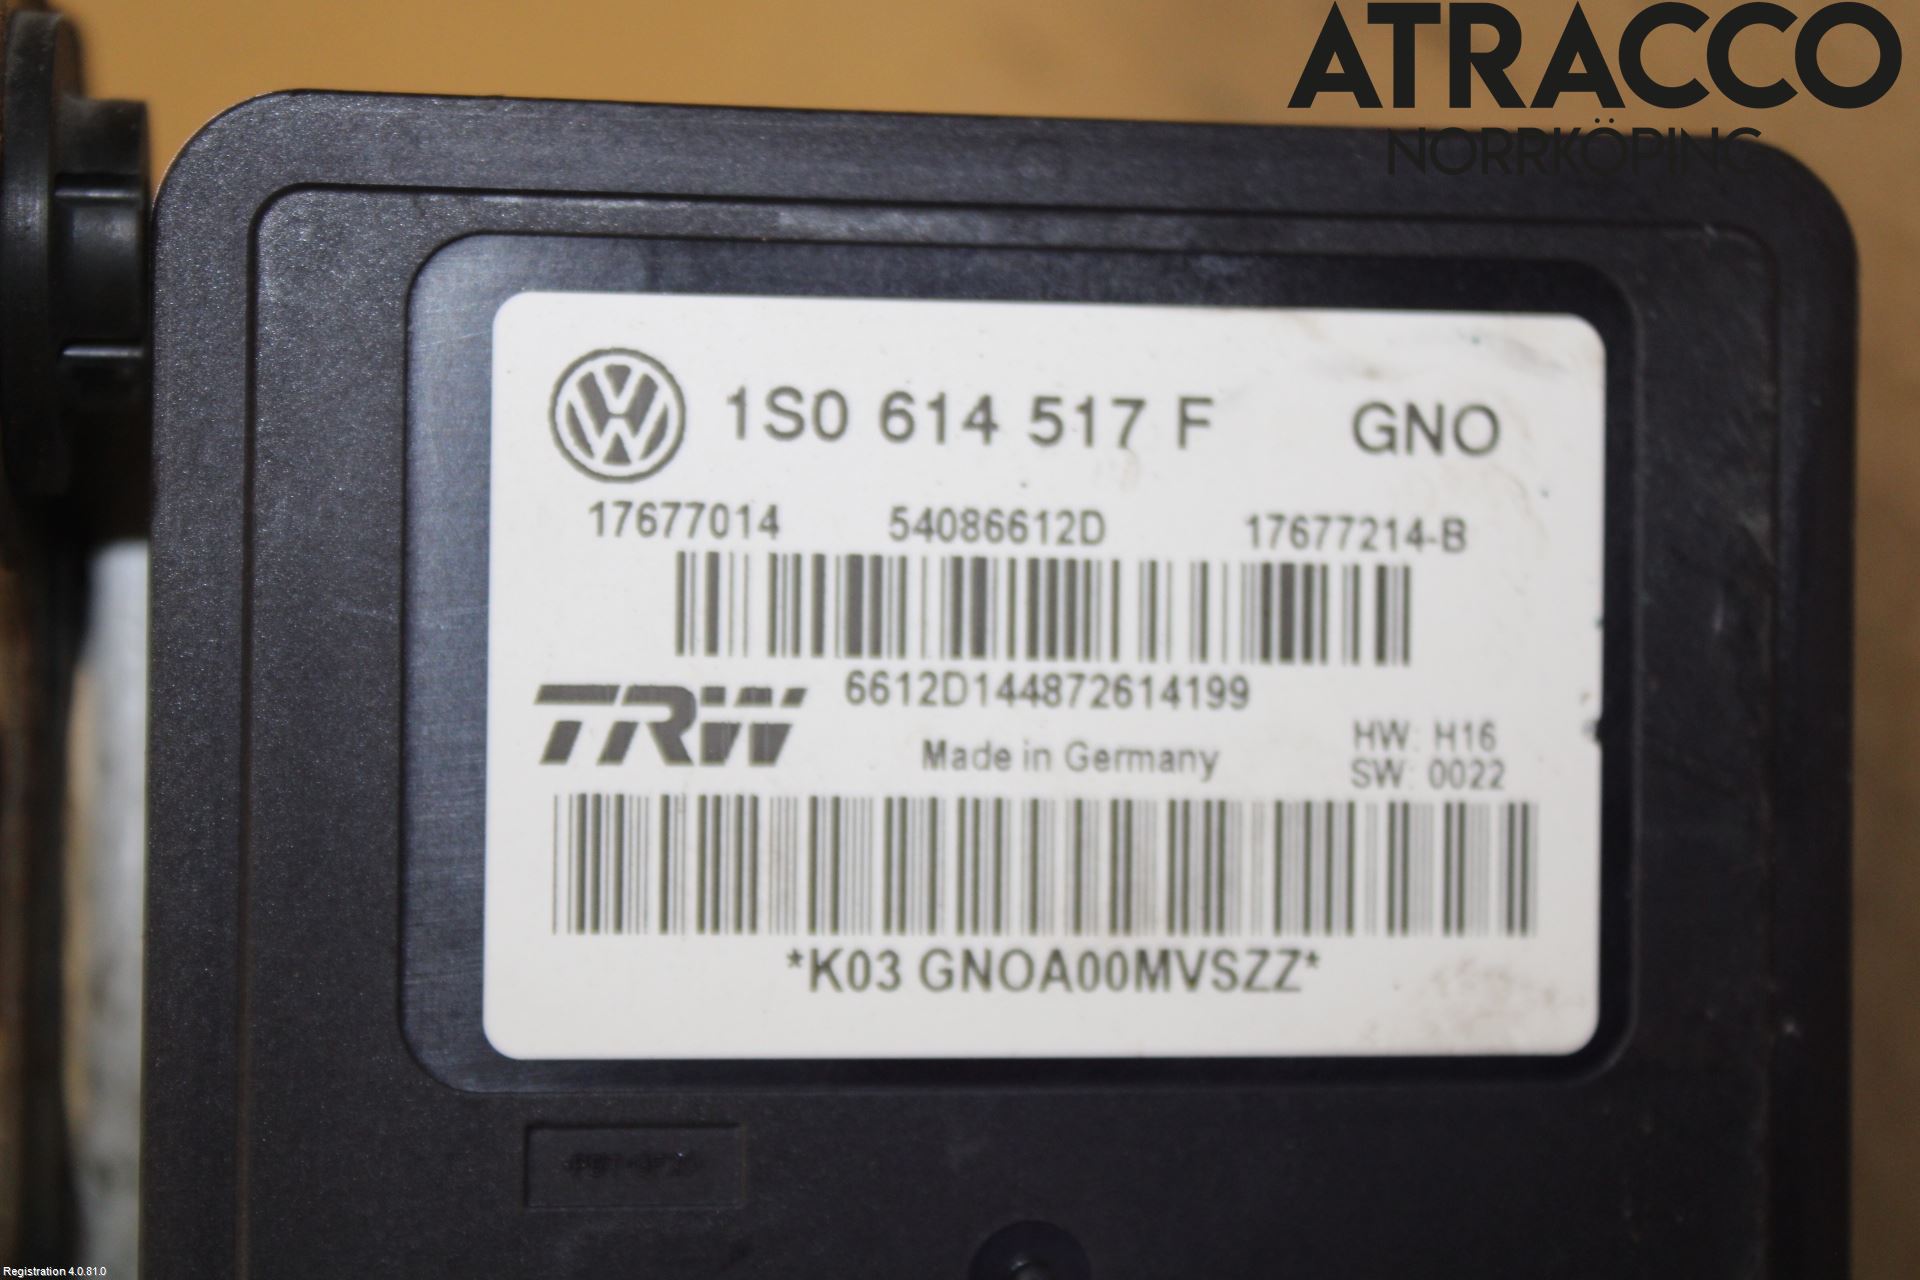 ATRACCO
NORRKÖPING
1S0 614 517 F GNO
17677014 54086612D 17677214-B
TRW 6612D144872614199
Made in Germany
HW: H16
SW: 0022
*K03 GNOA00MVSZZ*
Registration 4.0.81.0